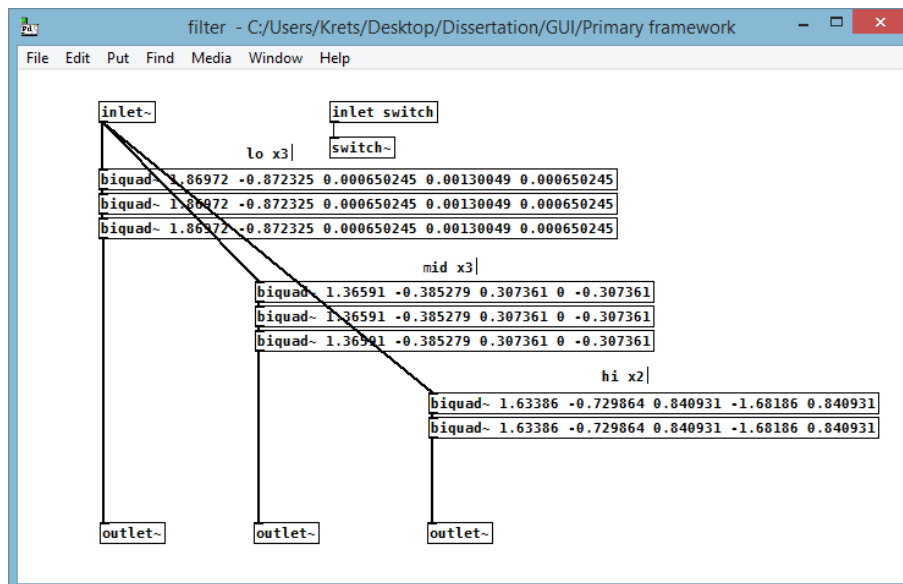 filter - C:/Users/Krets/Desktop/Dissertation/GUI/Primary framework
File Edit Put Find Media Window Help
inlet~ inlet switch
switch~
lo x3
biquad~ 1.86972 -0.872325 0.000650245 0.00130049 0.000650245
biquad~ 1.86972 -0.872325 0.000650245 0.00130049 0.000650245
biquad~ 1.86972 -0.872325 0.000650245 0.00130049 0.000650245
mid x3
biquad~ 1.36591 -0.385279 0.307361 0 -0.307361
biquad~ 1.36591 -0.385279 0.307361 0 -0.307361
biquad~ 1.36591 -0.385279 0.307361 0 -0.307361
hi x2
biquad~ 1.63386 -0.729864 0.840931 -1.68186 0.840931
biquad~ 1.63386 -0.729864 0.840931 -1.68186 0.840931
outlet~ outlet~ outlet~